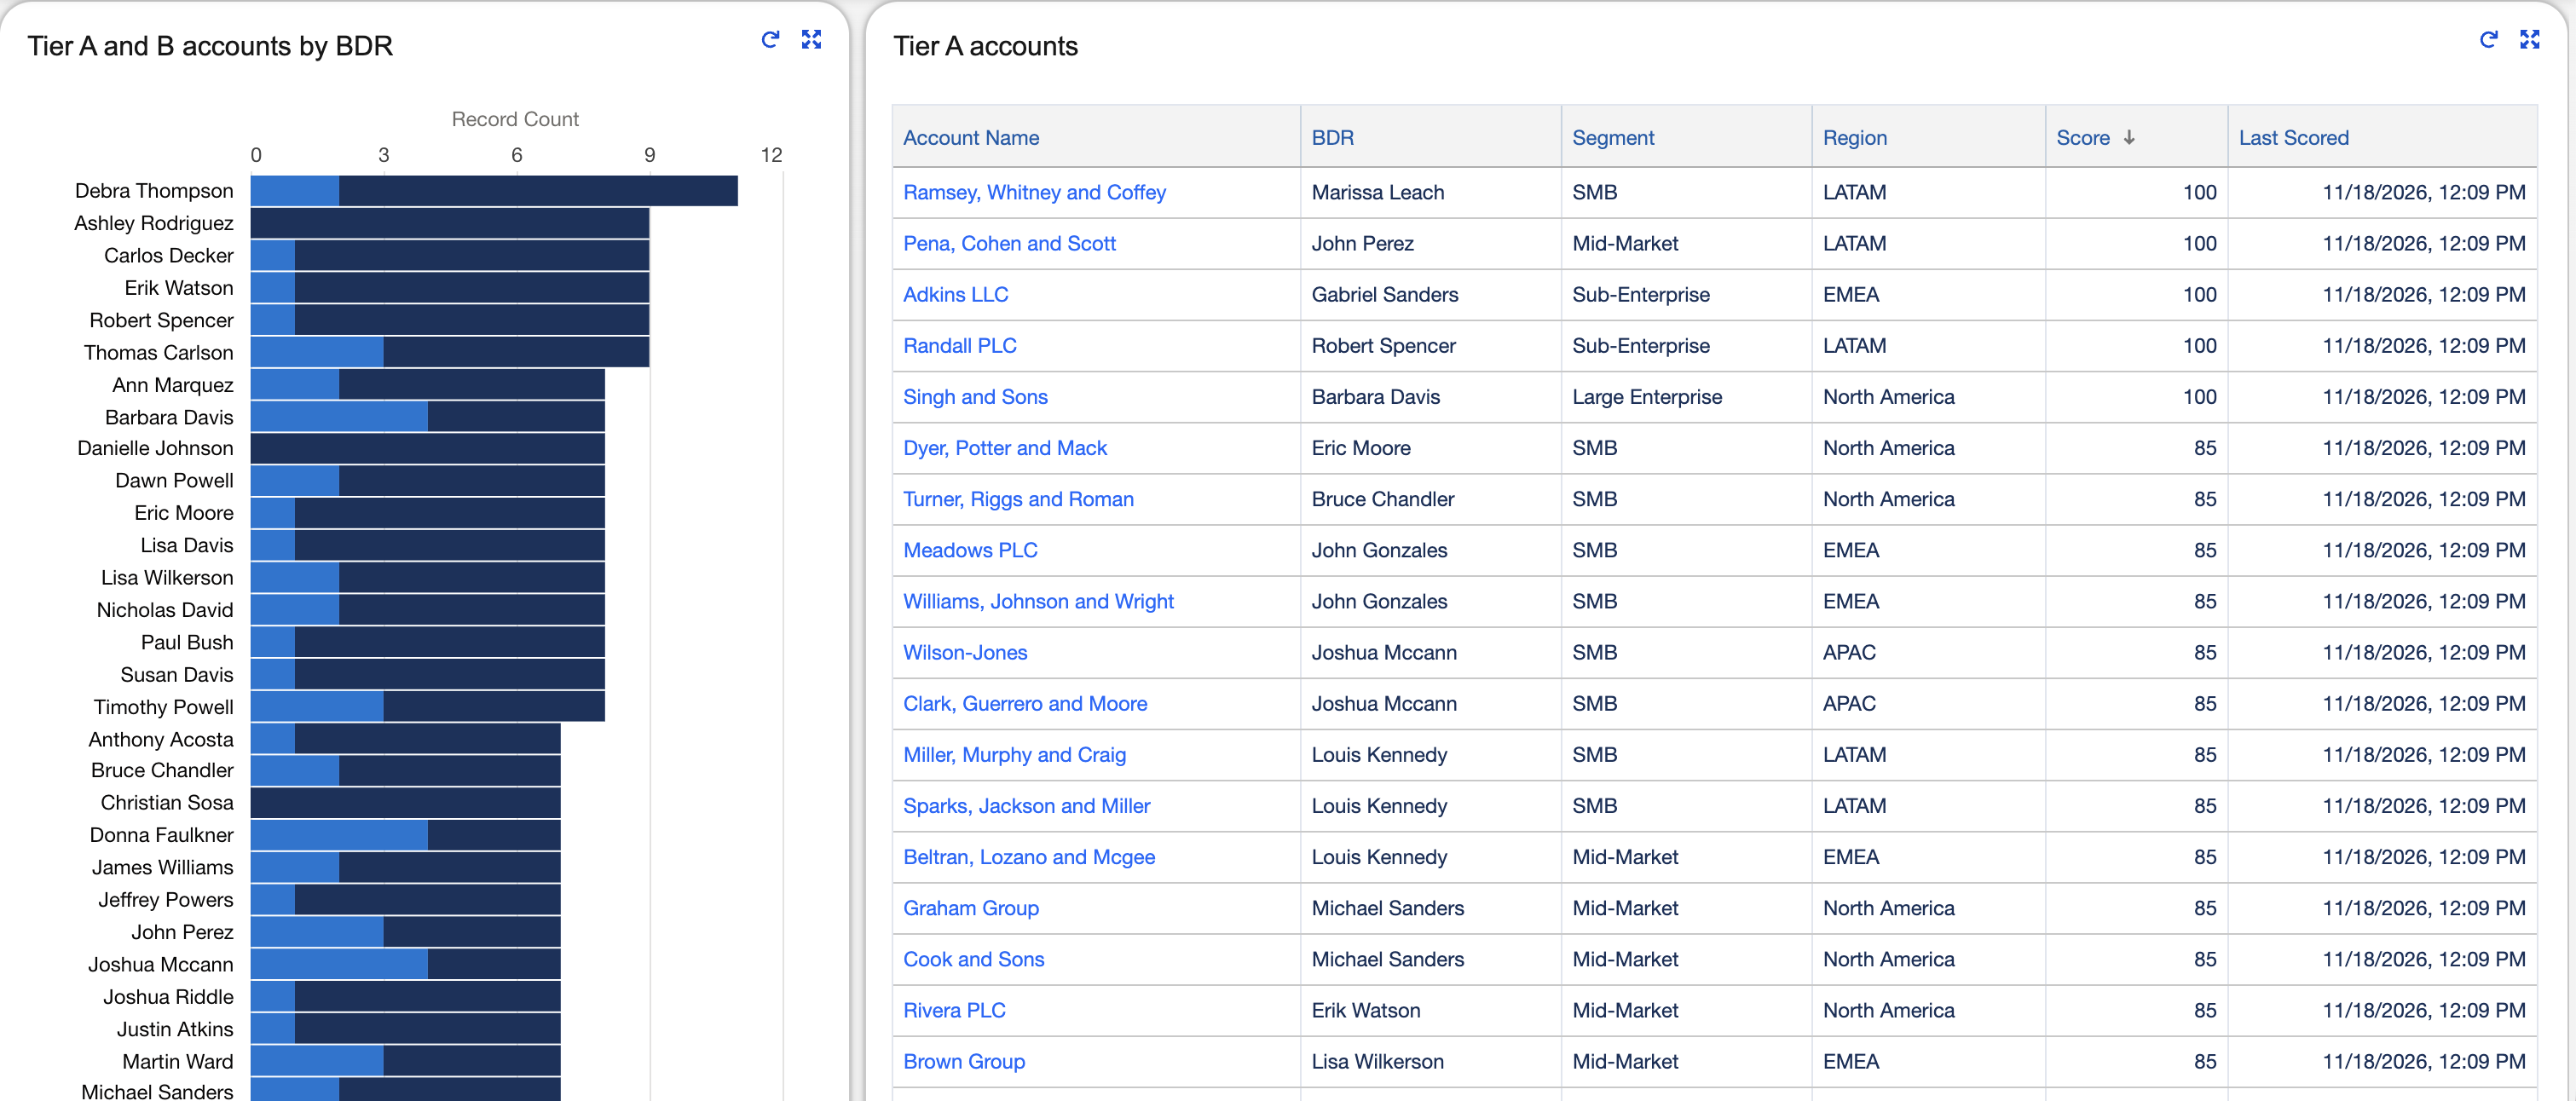 Tier A and B accounts by BDR
Record Count
0 3 6 9 12
Debra Thompson
Ashley Rodriguez
Carlos Decker
Erik Watson
Robert Spencer
Thomas Carlson
Ann Marquez
Barbara Davis
Danielle Johnson
Dawn Powell
Eric Moore
Lisa Davis
Lisa Wilkerson
Nicholas David
Paul Bush
Susan Davis
Timothy Powell
Anthony Acosta
Bruce Chandler
Christian Sosa
Donna Faulkner
James Williams
Jeffrey Powers
John Perez
Joshua Mccann
Joshua Riddle
Justin Atkins
Martin Ward
Michael Sanders
Tier A accounts
Account Name BDR Segment Region Score ↓ Last Scored
Ramsey, Whitney and Coffey Marissa Leach SMB LATAM 100 11/18/2026, 12:09 PM
Pena, Cohen and Scott John Perez Mid-Market LATAM 100 11/18/2026, 12:09 PM
Adkins LLC Gabriel Sanders Sub-Enterprise EMEA 100 11/18/2026, 12:09 PM
Randall PLC Robert Spencer Sub-Enterprise LATAM 100 11/18/2026, 12:09 PM
Singh and Sons Barbara Davis Large Enterprise North America 100 11/18/2026, 12:09 PM
Dyer, Potter and Mack Eric Moore SMB North America 85 11/18/2026, 12:09 PM
Turner, Riggs and Roman Bruce Chandler SMB North America 85 11/18/2026, 12:09 PM
Meadows PLC John Gonzales SMB EMEA 85 11/18/2026, 12:09 PM
Williams, Johnson and Wright John Gonzales SMB EMEA 85 11/18/2026, 12:09 PM
Wilson-Jones Joshua Mccann SMB APAC 85 11/18/2026, 12:09 PM
Clark, Guerrero and Moore Joshua Mccann SMB APAC 85 11/18/2026, 12:09 PM
Miller, Murphy and Craig Louis Kennedy SMB LATAM 85 11/18/2026, 12:09 PM
Sparks, Jackson and Miller Louis Kennedy SMB LATAM 85 11/18/2026, 12:09 PM
Beltran, Lozano and Mcgee Louis Kennedy Mid-Market EMEA 85 11/18/2026, 12:09 PM
Graham Group Michael Sanders Mid-Market North America 85 11/18/2026, 12:09 PM
Cook and Sons Michael Sanders Mid-Market North America 85 11/18/2026, 12:09 PM
Rivera PLC Erik Watson Mid-Market North America 85 11/18/2026, 12:09 PM
Brown Group Lisa Wilkerson Mid-Market EMEA 85 11/18/2026, 12:09 PM